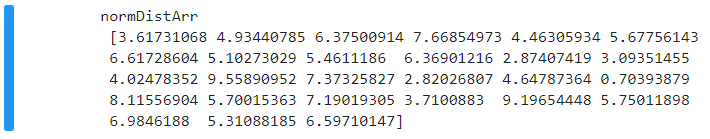 normDistArr
[3.61731068 4.93440785 6.37500914 7.66854973 4.46305934 5.67756143
6.61728604 5.10273029 5.4611186  6.36901216 2.87407419 3.09351455
4.02478352 9.55890952 7.37325827 2.82026807 4.64787364 0.70393879
8.11556904 5.70015363 7.19019305 3.7100883  9.19654448 5.75011898
6.9846188  5.31088185 6.59710147]